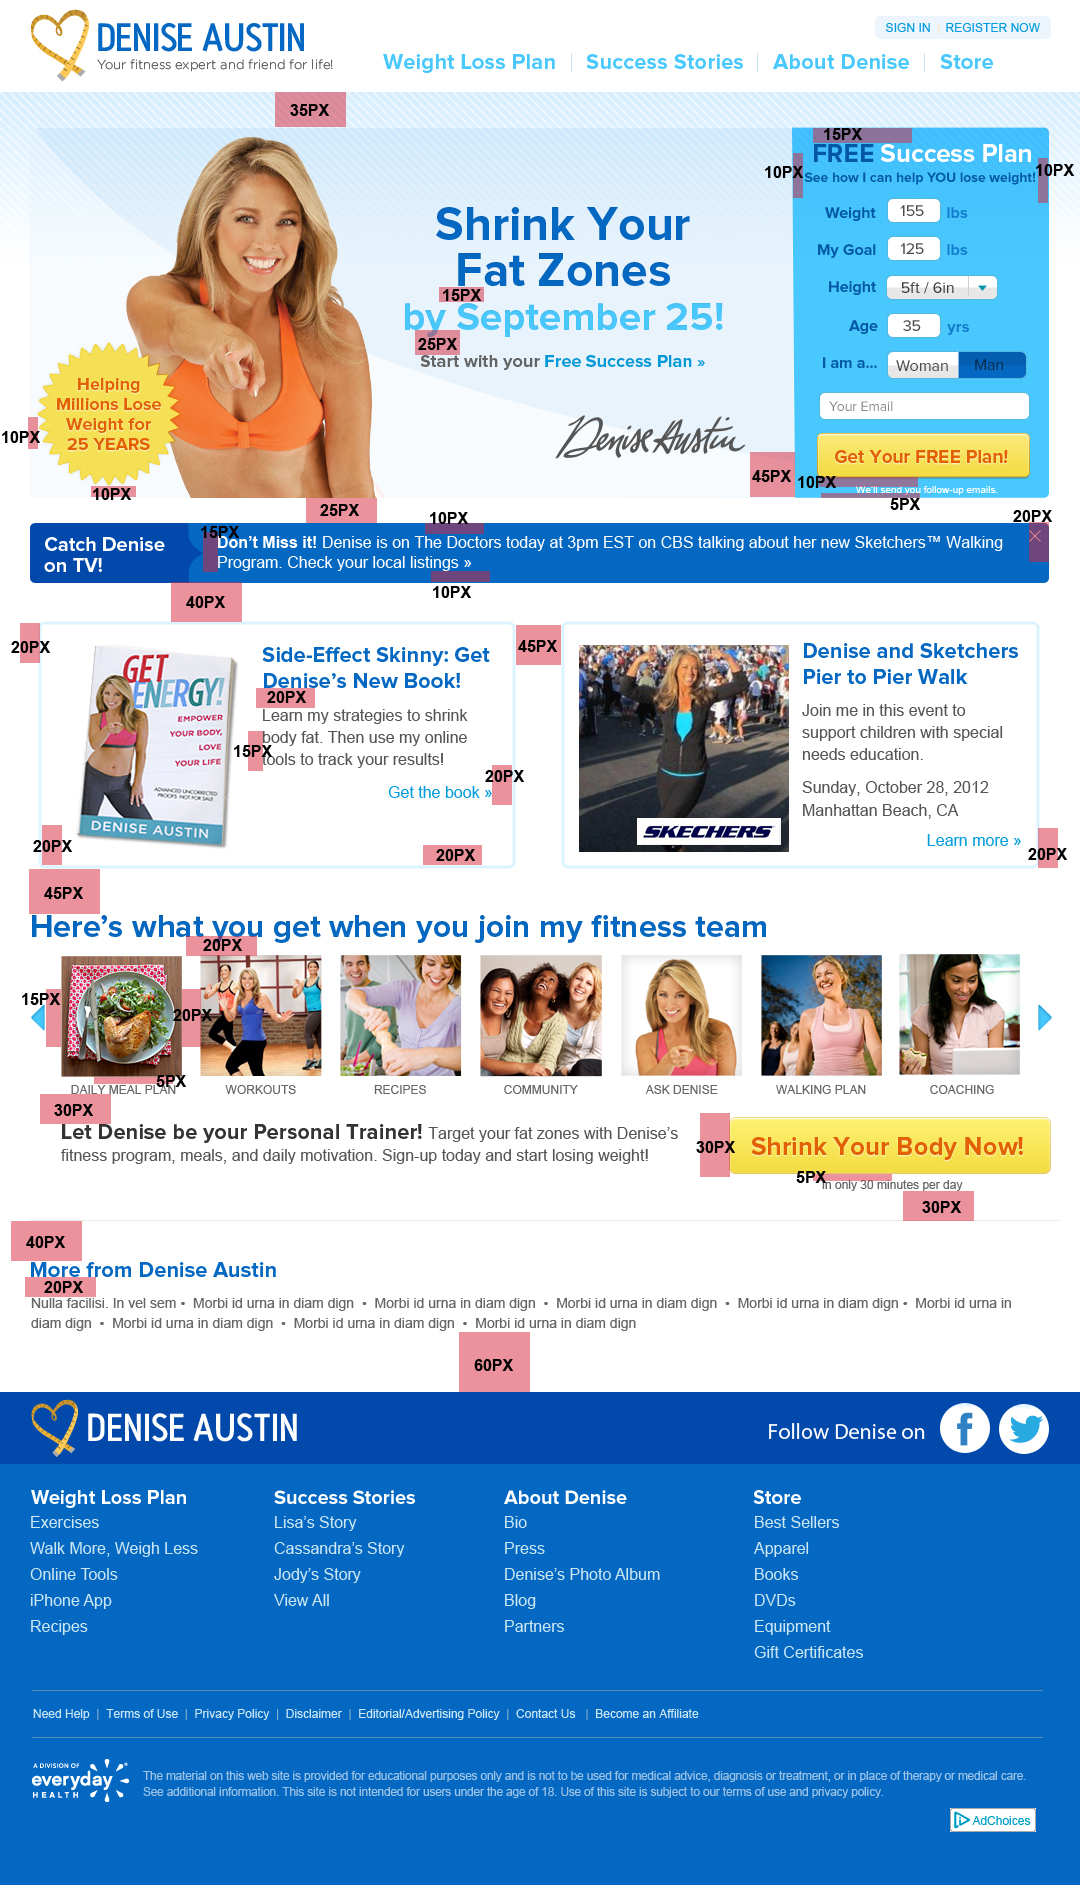 DENISE AUSTIN
Your fitness expert and friend for life!
SIGN IN | REGISTER NOW
Weight Loss Plan | Success Stories | About Denise | Store
35PX
15PX
FREE Success Plan
10PX
10PX
See how I can help YOU lose weight!
Weight 155 lbs
My Goal 125 lbs
Height 5ft / 6in
Age 35 yrs
I am a... Woman Man
Your Email
Get Your FREE Plan!
10PX
We'll send you follow-up emails.
5PX
Shrink Your
Fat Zones
15PX
by September 25!
25PX
Start with your Free Success Plan »
Denise Austin
45PX
Helping
Millions Lose
Weight for
25 YEARS
10PX
10PX
25PX
10PX
20PX
Catch Denise
on TV!
15PX
Don't Miss it! Denise is on The Doctors today at 3pm EST on CBS talking about her new Sketchers™ Walking
Program. Check your local listings »
10PX
40PX
20PX
GET
ENERGY!
EMPOWER
YOUR BODY,
LOVE
YOUR LIFE
ADVANCED UNCORRECTED
PROOFS NOT FOR SALE
DENISE AUSTIN
Side-Effect Skinny: Get
Denise's New Book!
20PX
Learn my strategies to shrink
body fat. Then use my online
tools to track your results!
15PX
20PX
Get the book »
20PX
20PX
45PX
SKECHERS
Denise and Sketchers
Pier to Pier Walk
Join me in this event to
support children with special
needs education.
Sunday, October 28, 2012
Manhattan Beach, CA
Learn more »
20PX
45PX
Here's what you get when you join my fitness team
20PX
15PX
20PX
5PX
DAILY MEAL PLAN
WORKOUTS
RECIPES
COMMUNITY
ASK DENISE
WALKING PLAN
COACHING
30PX
Let Denise be your Personal Trainer! Target your fat zones with Denise's
fitness program, meals, and daily motivation. Sign-up today and start losing weight!
30PX
Shrink Your Body Now!
5PX
In only 30 minutes per day
30PX
40PX
More from Denise Austin
20PX
Nulla facilisi. In vel sem • Morbi id urna in diam dign • Morbi id urna in diam dign • Morbi id urna in diam dign • Morbi id urna in diam dign • Morbi id urna in
diam dign • Morbi id urna in diam dign • Morbi id urna in diam dign • Morbi id urna in diam dign
60PX
DENISE AUSTIN
Follow Denise on
Weight Loss Plan
Exercises
Walk More, Weigh Less
Online Tools
iPhone App
Recipes
Success Stories
Lisa's Story
Cassandra's Story
Jody's Story
View All
About Denise
Bio
Press
Denise's Photo Album
Blog
Partners
Store
Best Sellers
Apparel
Books
DVDs
Equipment
Gift Certificates
Need Help | Terms of Use | Privacy Policy | Disclaimer | Editorial/Advertising Policy | Contact Us | Become an Affiliate
A DIVISION OF
everyday
HEALTH
The material on this web site is provided for educational purposes only and is not to be used for medical advice, diagnosis or treatment, or in place of therapy or medical care.
See additional information. This site is not intended for users under the age of 18. Use of this site is subject to our terms of use and privacy policy.
AdChoices